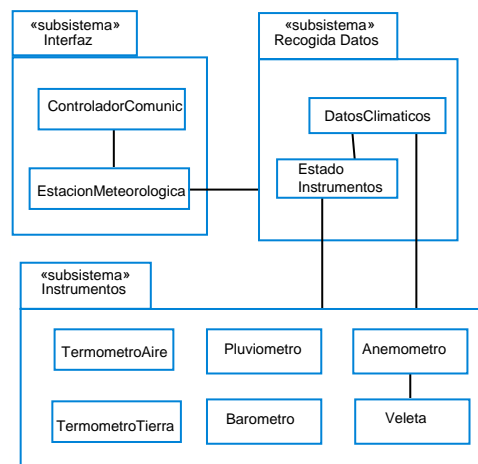 «subsistema»
Interfaz
ControladorComunic
EstacionMeteorologica
«subsistema»
Recogida Datos
DatosClimaticos
Estado
Instrumentos
«subsistema»
Instrumentos
TermometroAire
Pluviometro
Anemometro
TermometroTierra
Barometro
Veleta